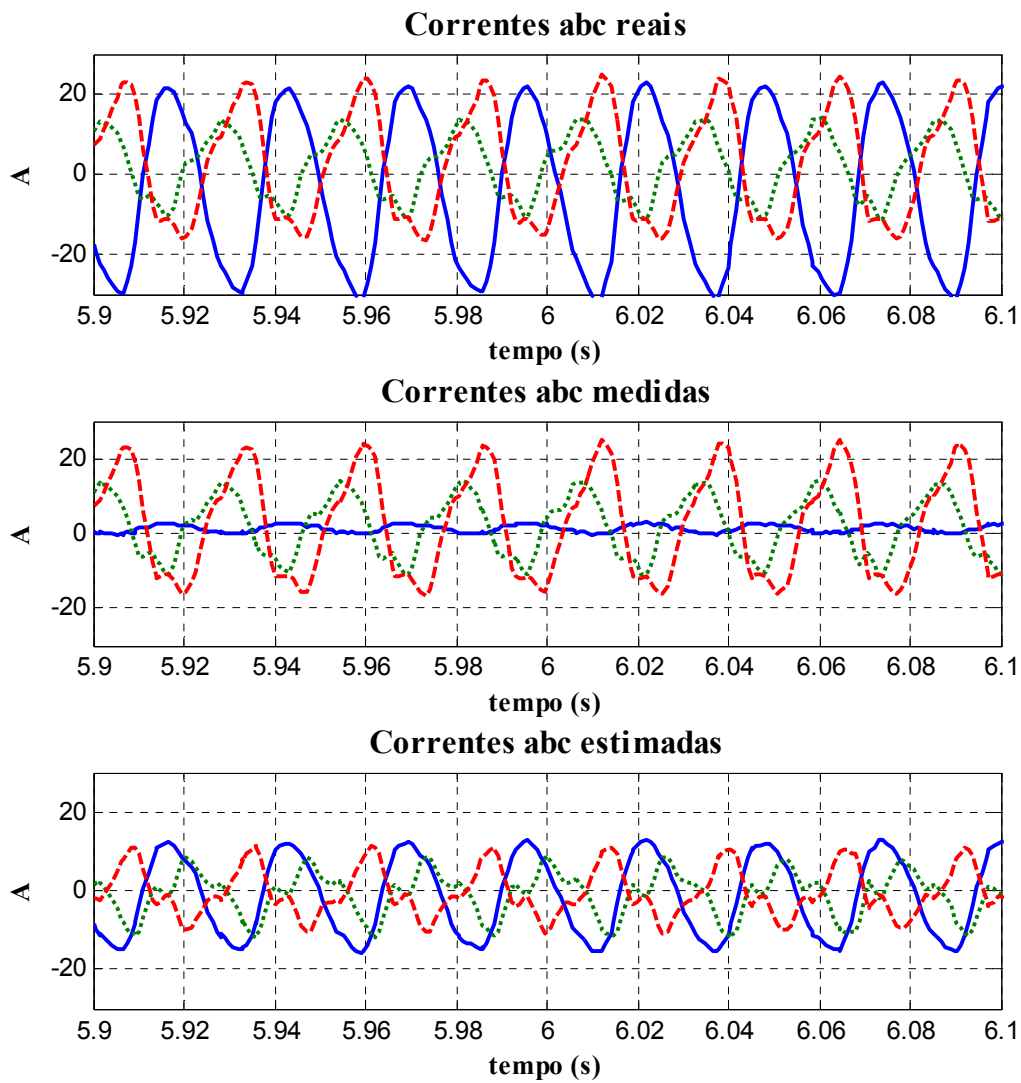 Correntes abc reais
20
0
-20
A
5.9 5.92 5.94 5.96 5.98 6 6.02 6.04 6.06 6.08 6.1
tempo (s)
Correntes abc medidas
20
0
-20
A
5.9 5.92 5.94 5.96 5.98 6 6.02 6.04 6.06 6.08 6.1
tempo (s)
Correntes abc estimadas
20
0
-20
A
5.9 5.92 5.94 5.96 5.98 6 6.02 6.04 6.06 6.08 6.1
tempo (s)